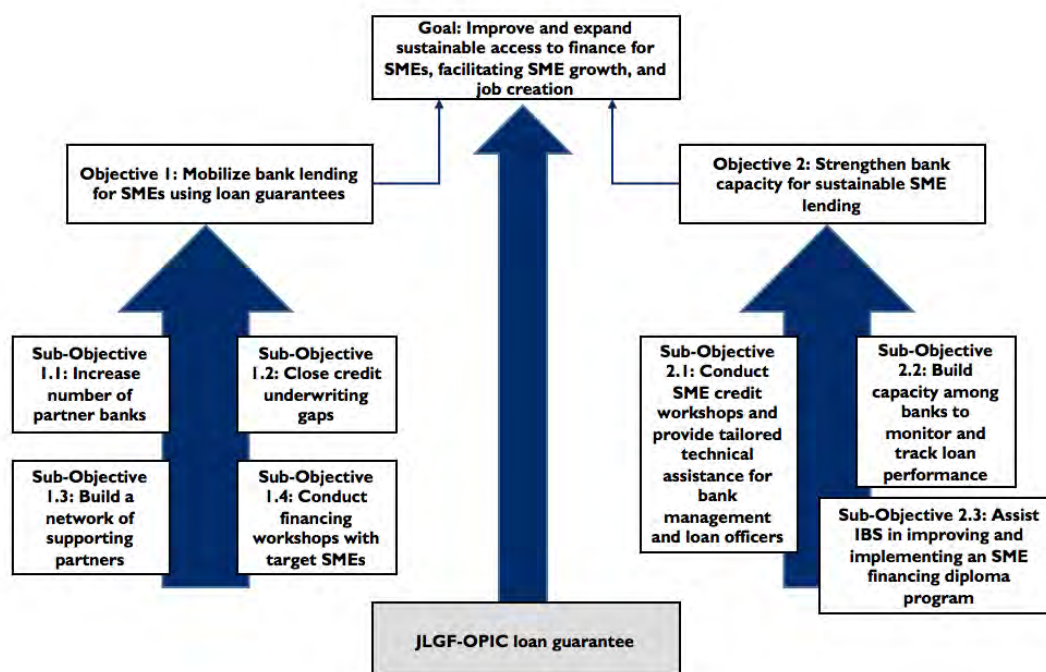 Goal: Improve and expand
sustainable access to finance for
SMEs, facilitating SME growth, and
job creation
Objective 1: Mobilize bank lending
for SMEs using loan guarantees
Objective 2: Strengthen bank
capacity for sustainable SME
lending
Sub-Objective
1.1: Increase
number of
partner banks
Sub-Objective
1.2: Close credit
underwriting
gaps
Sub-Objective
1.3: Build a
network of
supporting
partners
Sub-Objective
1.4: Conduct
financing
workshops with
target SMEs
Sub-Objective
2.1: Conduct
SME credit
workshops and
provide tailored
technical
assistance for
bank
management
and loan officers
Sub-Objective
2.2: Build
capacity among
banks to
monitor and
track loan
performance
Sub-Objective 2.3: Assist
IBS in improving and
implementing an SME
financing diploma
program
JLGF-OPIC loan guarantee